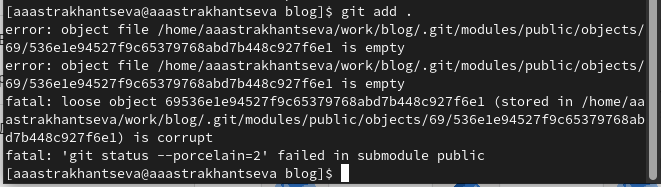 [aaastrakhantseva@aaastrakhantseva blog]$ git add .
error: object file /home/aaastrakhantseva/work/blog/.git/modules/public/objects/
69/536e1e94527f9c65379768abd7b448c927f6e1 is empty
error: object file /home/aaastrakhantseva/work/blog/.git/modules/public/objects/
69/536e1e94527f9c65379768abd7b448c927f6e1 is empty
fatal: loose object 69536e1e94527f9c65379768abd7b448c927f6e1 (stored in /home/aa
astrakhantseva/work/blog/.git/modules/public/objects/69/536e1e94527f9c65379768ab
d7b448c927f6e1) is corrupt
fatal: 'git status --porcelain=2' failed in submodule public
[aaastrakhantseva@aaastrakhantseva blog]$